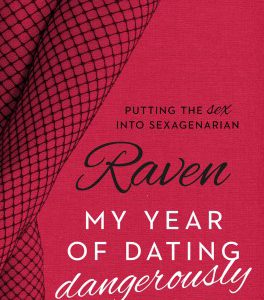 PUTTING THE sex
INTO SEXAGENARIAN
Raven
MY YEAR
OF DATING
dangerously